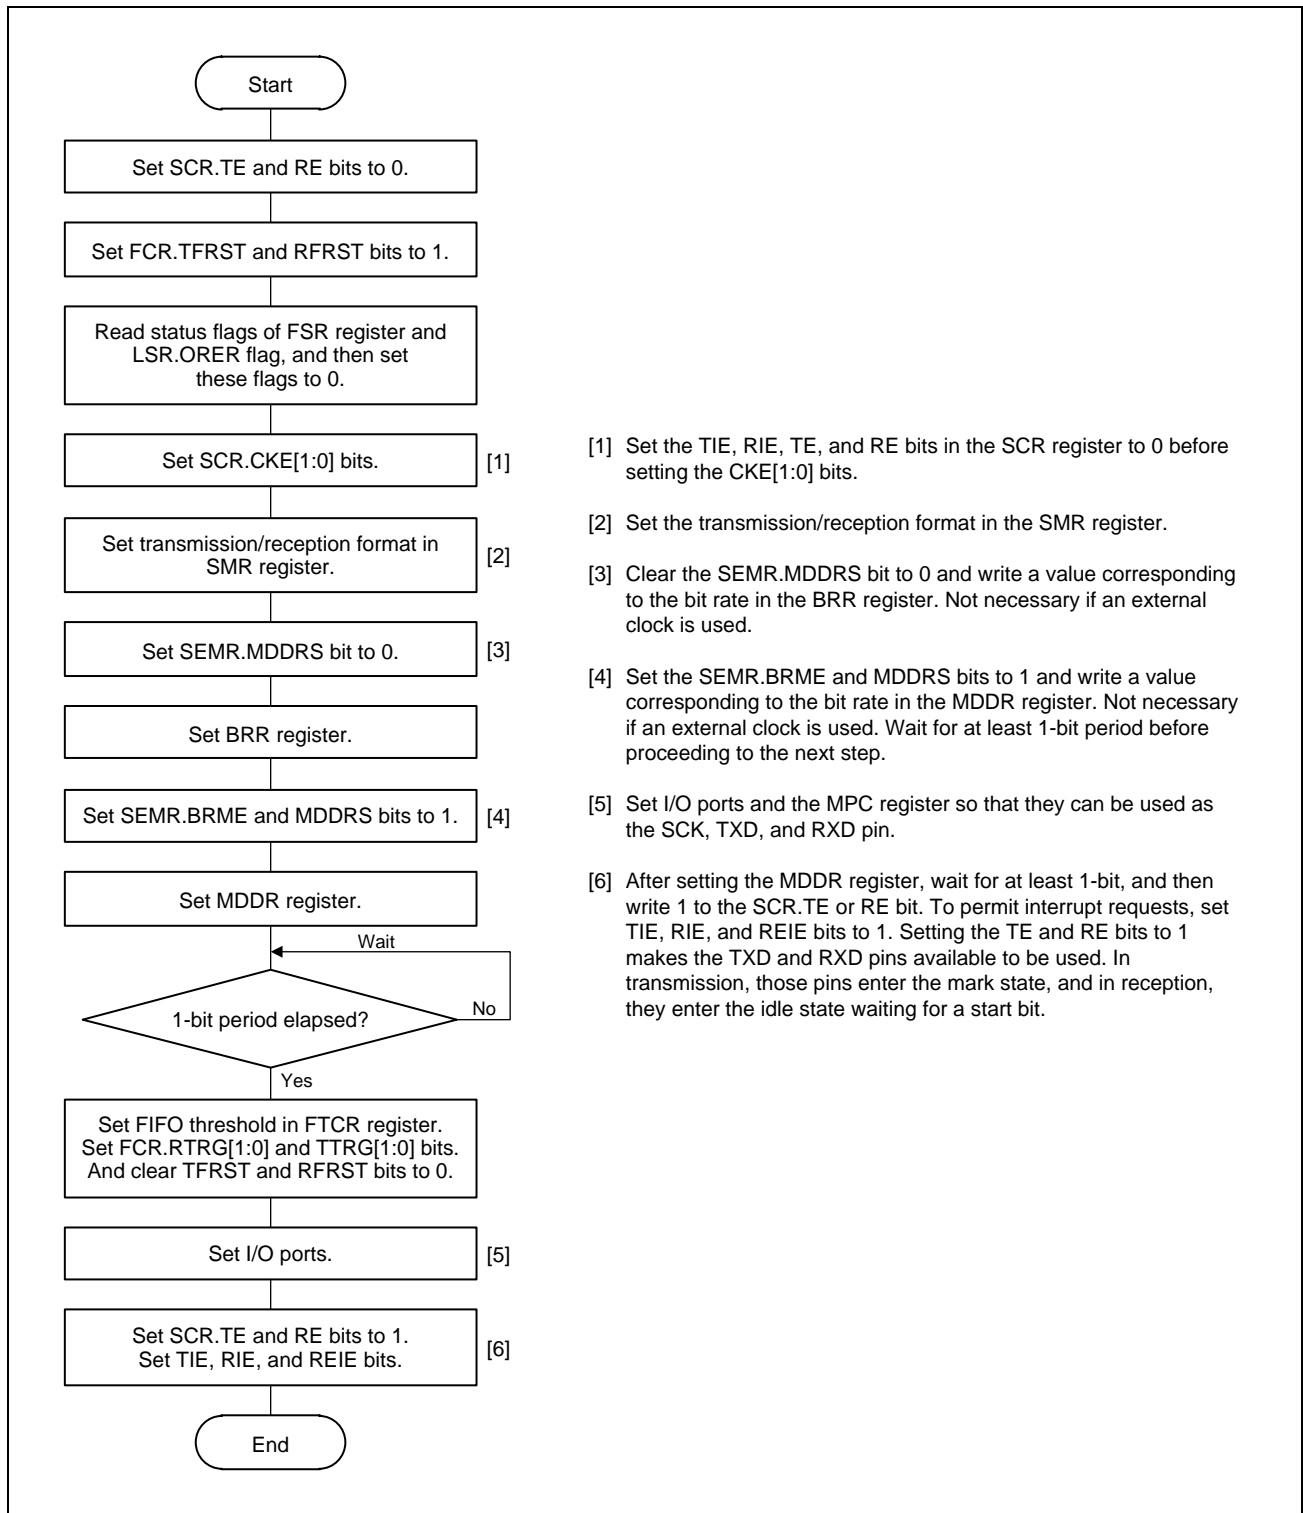 Start
Set SCR.TE and RE bits to 0.
Set FCR.TFRST and RFRST bits to 1.
Read status flags of FSR register and
LSR.ORER flag, and then set
these flags to 0.
Set SCR.CKE[1:0] bits.
[1]
Set transmission/reception format in
SMR register.
[2]
Set SEMR.MDDRS bit to 0.
[3]
Set BRR register.
Set SEMR.BRME and MDDRS bits to 1.
[4]
Set MDDR register.
Wait
1-bit period elapsed?
No
Yes
Set FIFO threshold in FTCR register.
Set FCR.RTRG[1:0] and TTRG[1:0] bits.
And clear TFRST and RFRST bits to 0.
Set I/O ports.
[5]
Set SCR.TE and RE bits to 1.
Set TIE, RIE, and REIE bits.
[6]
End
[1] Set the TIE, RIE, TE, and RE bits in the SCR register to 0 before
setting the CKE[1:0] bits.
[2] Set the transmission/reception format in the SMR register.
[3] Clear the SEMR.MDDRS bit to 0 and write a value corresponding
to the bit rate in the BRR register. Not necessary if an external
clock is used.
[4] Set the SEMR.BRME and MDDRS bits to 1 and write a value
corresponding to the bit rate in the MDDR register. Not necessary
if an external clock is used. Wait for at least 1-bit period before
proceeding to the next step.
[5] Set I/O ports and the MPC register so that they can be used as
the SCK, TXD, and RXD pin.
[6] After setting the MDDR register, wait for at least 1-bit, and then
write 1 to the SCR.TE or RE bit. To permit interrupt requests, set
TIE, RIE, and REIE bits to 1. Setting the TE and RE bits to 1
makes the TXD and RXD pins available to be used. In
transmission, those pins enter the mark state, and in reception,
they enter the idle state waiting for a start bit.